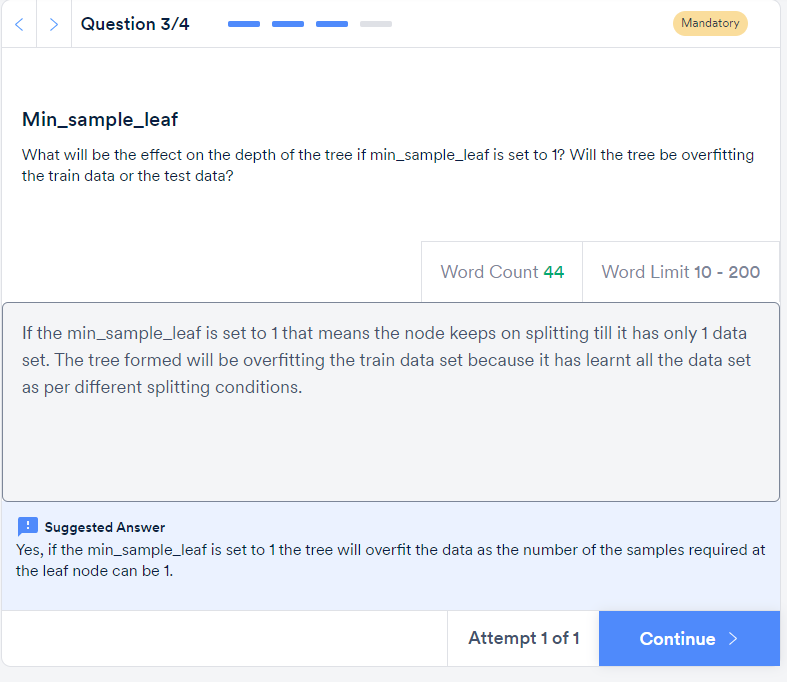 Question 3/4
Mandatory
Min_sample_leaf
What will be the effect on the depth of the tree if min_sample_leaf is set to 1? Will the tree be overfitting
the train data or the test data?
Word Count 44
Word Limit 10 - 200
If the min_sample_leaf is set to 1 that means the node keeps on splitting till it has only 1 data
set. The tree formed will be overfitting the train data set because it has learnt all the data set
as per different splitting conditions.
Suggested Answer
Yes, if the min_sample_leaf is set to 1 the tree will overfit the data as the number of the samples required at
the leaf node can be 1.
Attempt 1 of 1
Continue